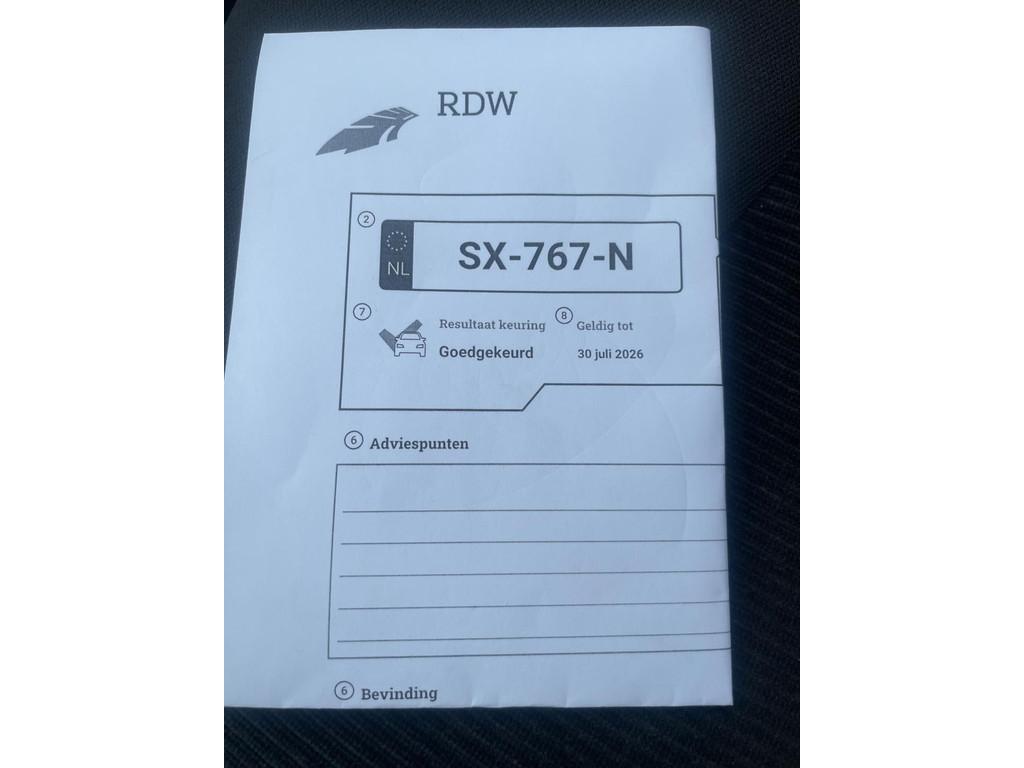 RDW
2
NL SX-767-N
7 Resultaat keuring 8 Geldig tot
Goedgekeurd 30 juli 2026
6 Adviespunten
6 Bevinding